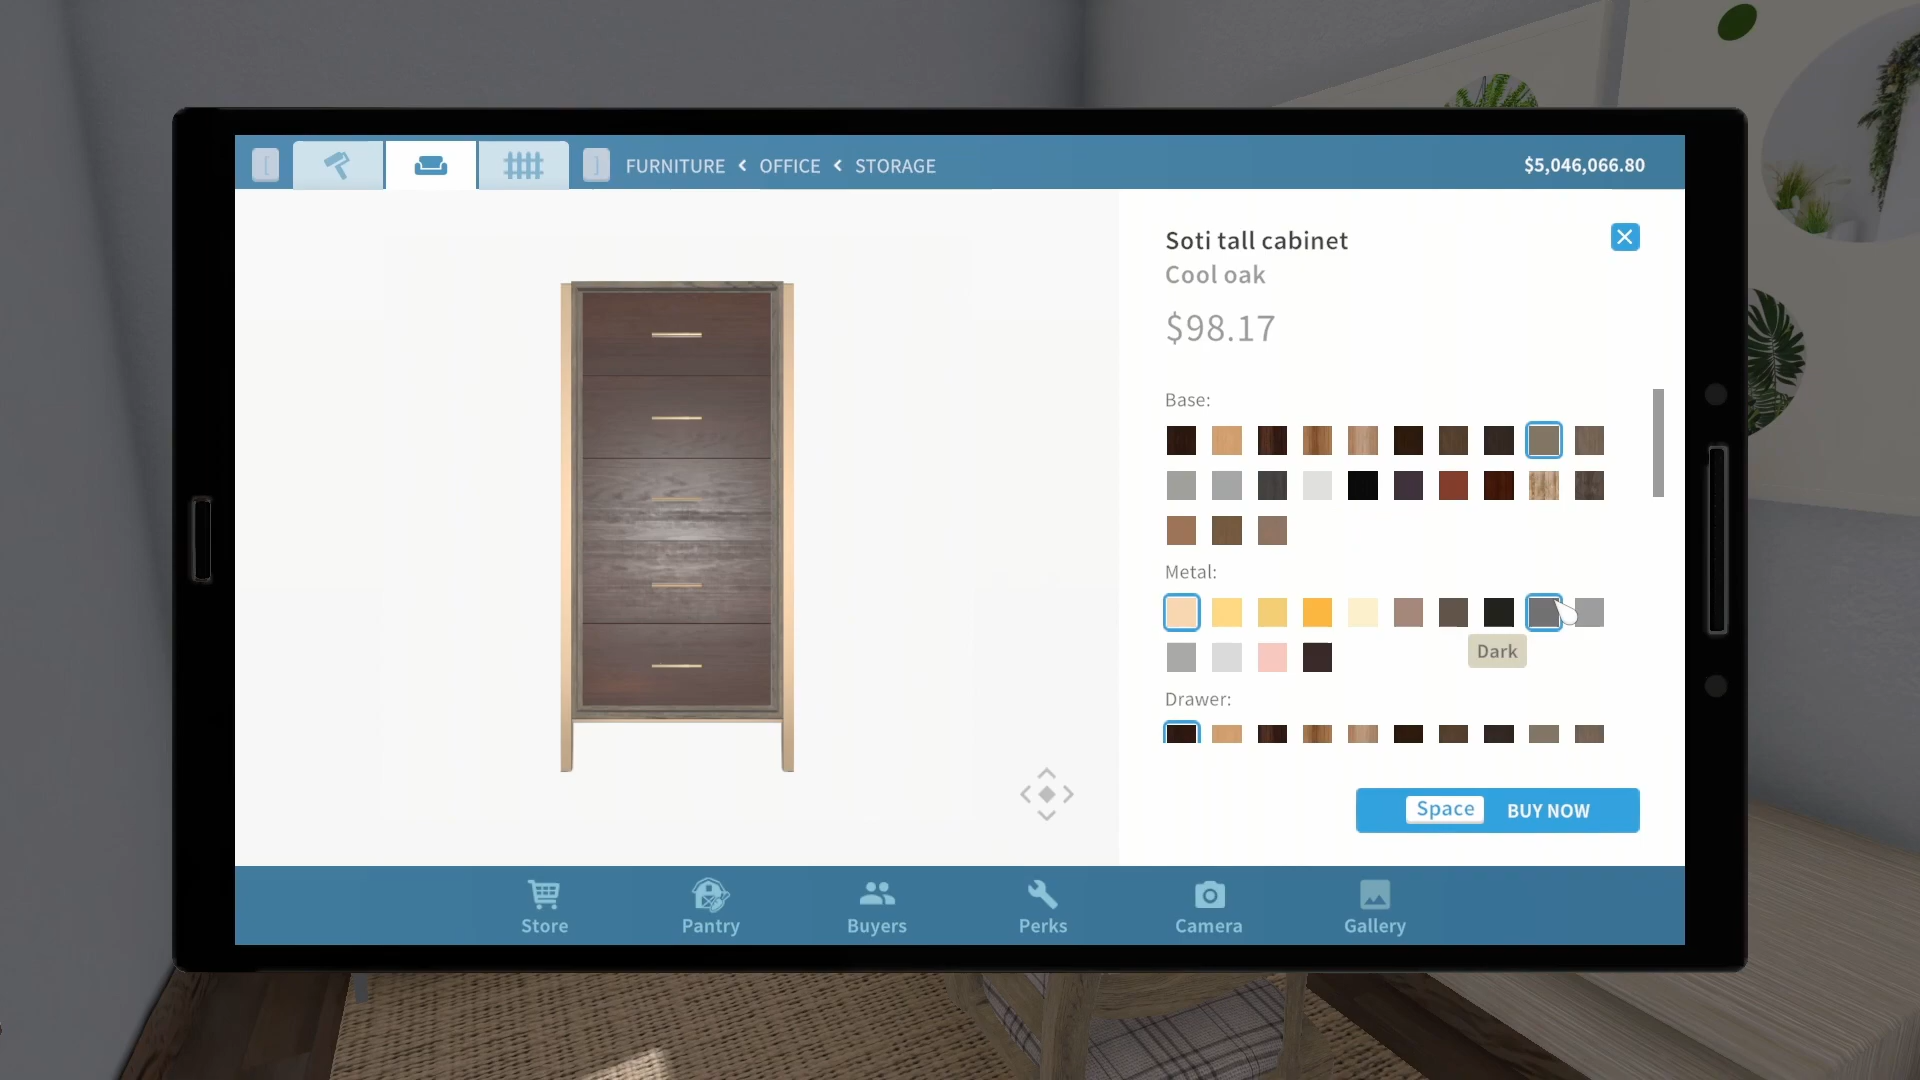 [
]
FURNITURE < OFFICE < STORAGE
$5,046,066.80
Soti tall cabinet
Cool oak
$98.17
Base:
Metal:
Dark
Drawer:
Space BUY NOW
Store
Pantry
Buyers
Perks
Camera
Gallery